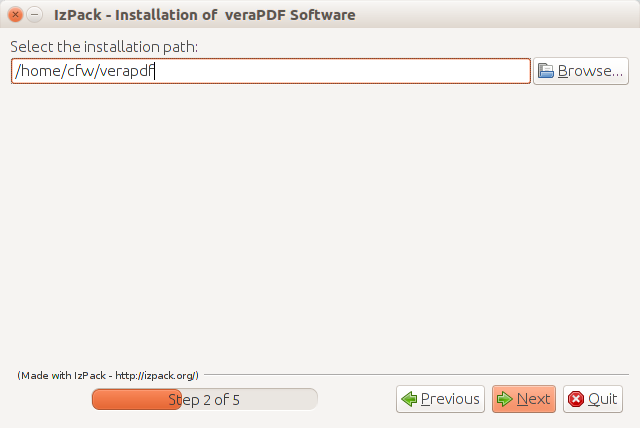 IzPack - Installation of  veraPDF Software
Select the installation path:
/home/cfw/verapdf
Browse...
(Made with IzPack - http://izpack.org/)
Step 2 of 5
Previous
Next
Quit